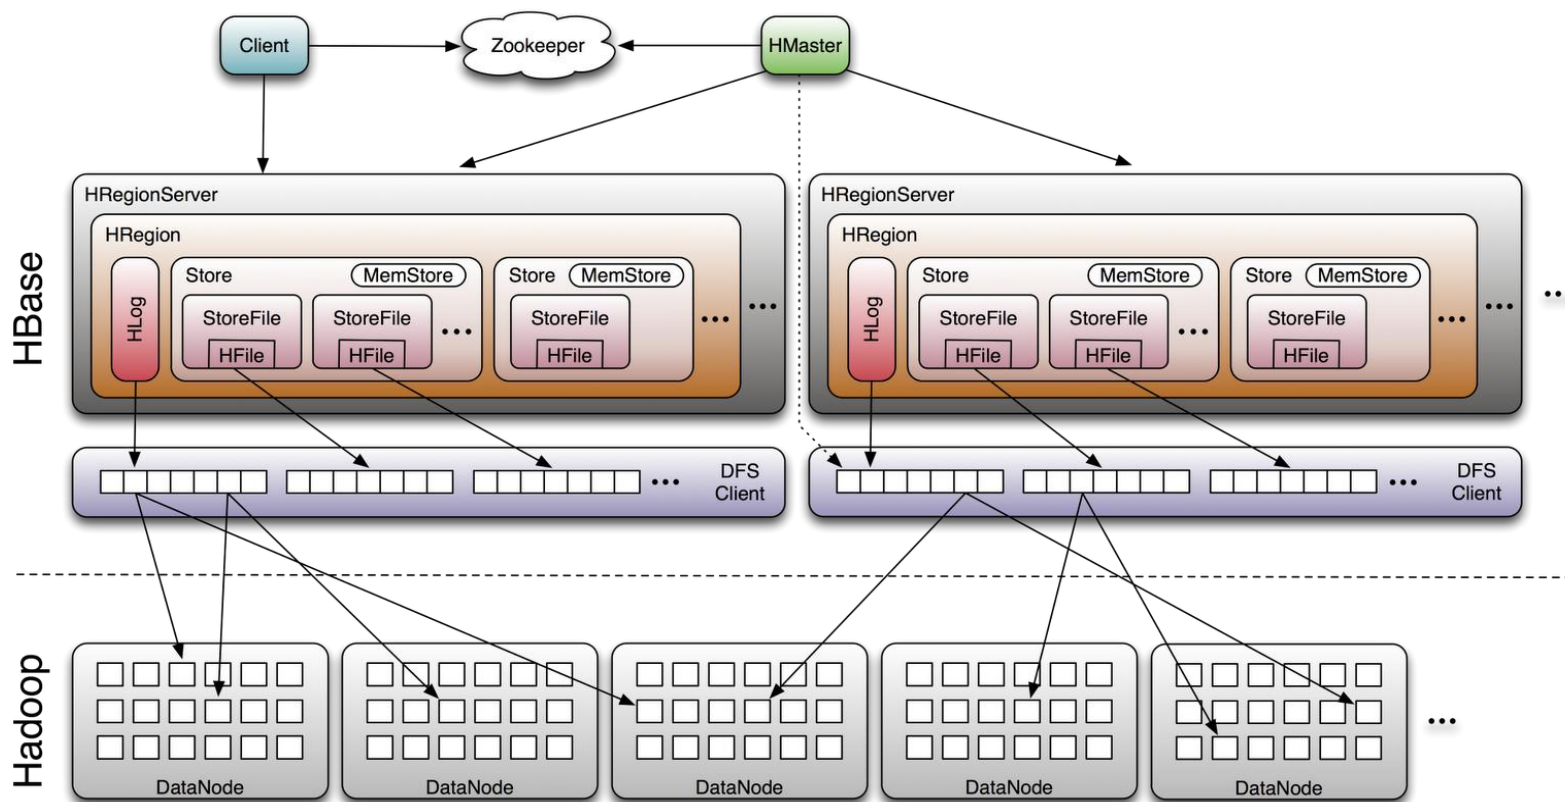 Client
Zookeeper
HMaster
HBase
HRegionServer
HRegion
HLog
Store
MemStore
StoreFile
HFile
StoreFile
HFile
...
Store
MemStore
StoreFile
HFile
...
...
HRegionServer
HRegion
HLog
Store
MemStore
StoreFile
HFile
StoreFile
HFile
...
Store
MemStore
StoreFile
HFile
...
...
...
...
DFS
Client
...
DFS
Client
Hadoop
DataNode
DataNode
DataNode
DataNode
DataNode
...